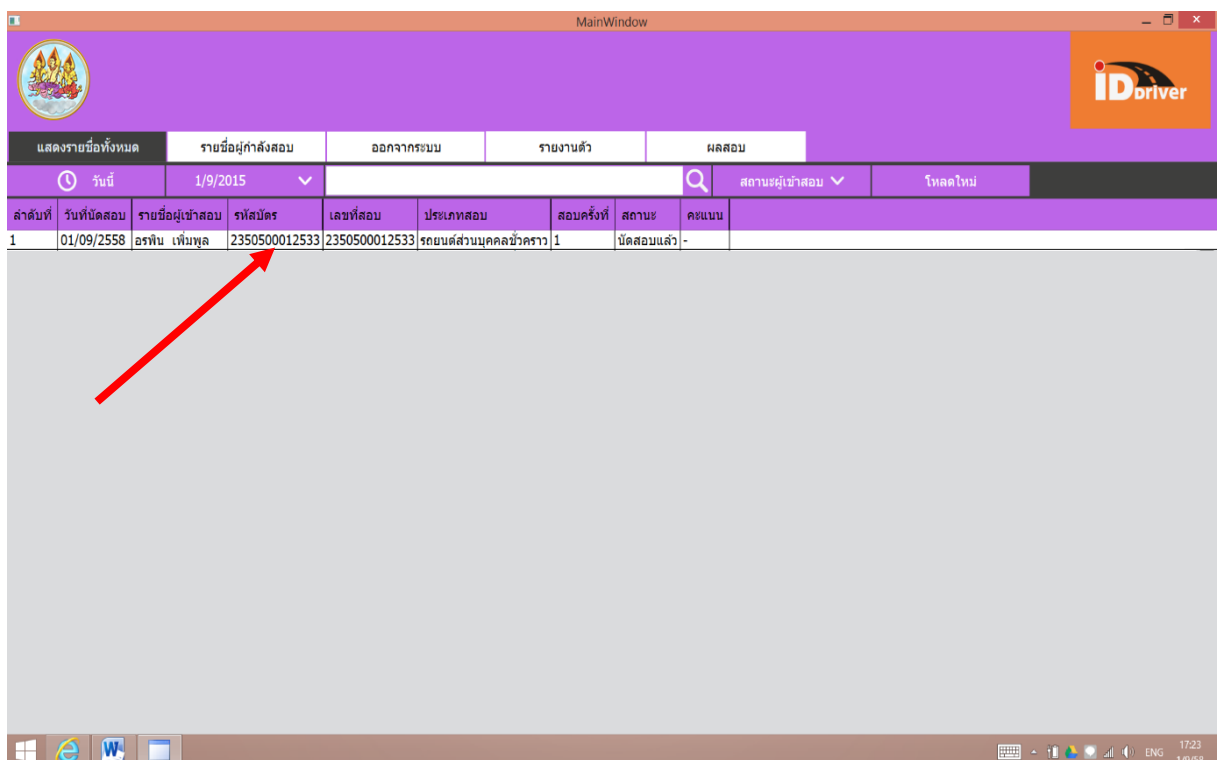 MainWindow
iDDriver
แสดงรายชื่อทั้งหมด รายชื่อผู้กำลังสอบ ออกจากระบบ รายงานตัว ผลสอบ
วันนี้ 1/9/2015 สถานะผู้เข้าสอบ โหลดใหม่
ลำดับที่ วันที่นัดสอบ รายชื่อผู้เข้าสอบ รหัสบัตร เลขที่สอบ ประเภทสอบ สอบครั้งที่ สถานะ คะแนน
1 01/09/2558 อรพิน เพิ่มพูล 2350500012533 2350500012533 รถยนต์ส่วนบุคคลชั่วคราว 1 นัดสอบแล้ว -
W ENG 17:23
1/9/58